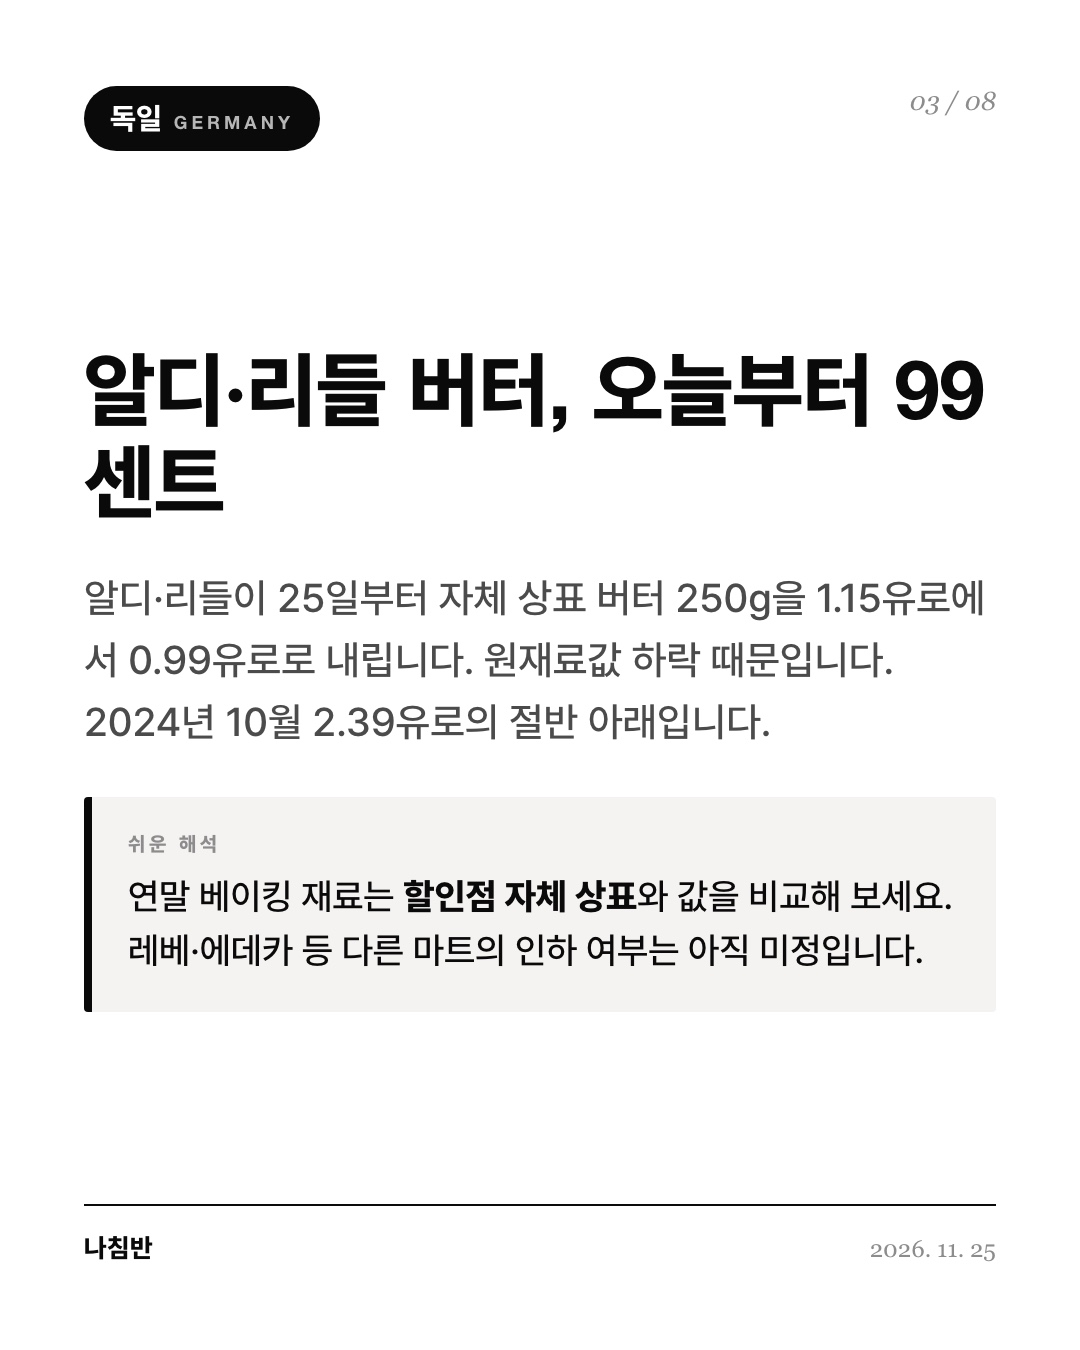 독일 GERMANY
03 / 08
알디·리들 버터, 오늘부터 99
센트
알디·리들이 25일부터 자체 상표 버터 250g을 1.15유로에
서 0.99유로로 내립니다. 원재료값 하락 때문입니다.
2024년 10월 2.39유로의 절반 아래입니다.
쉬운 해석
연말 베이킹 재료는 할인점 자체 상표와 값을 비교해 보세요.
레베·에데카 등 다른 마트의 인하 여부는 아직 미정입니다.
나침반
2026. 11. 25